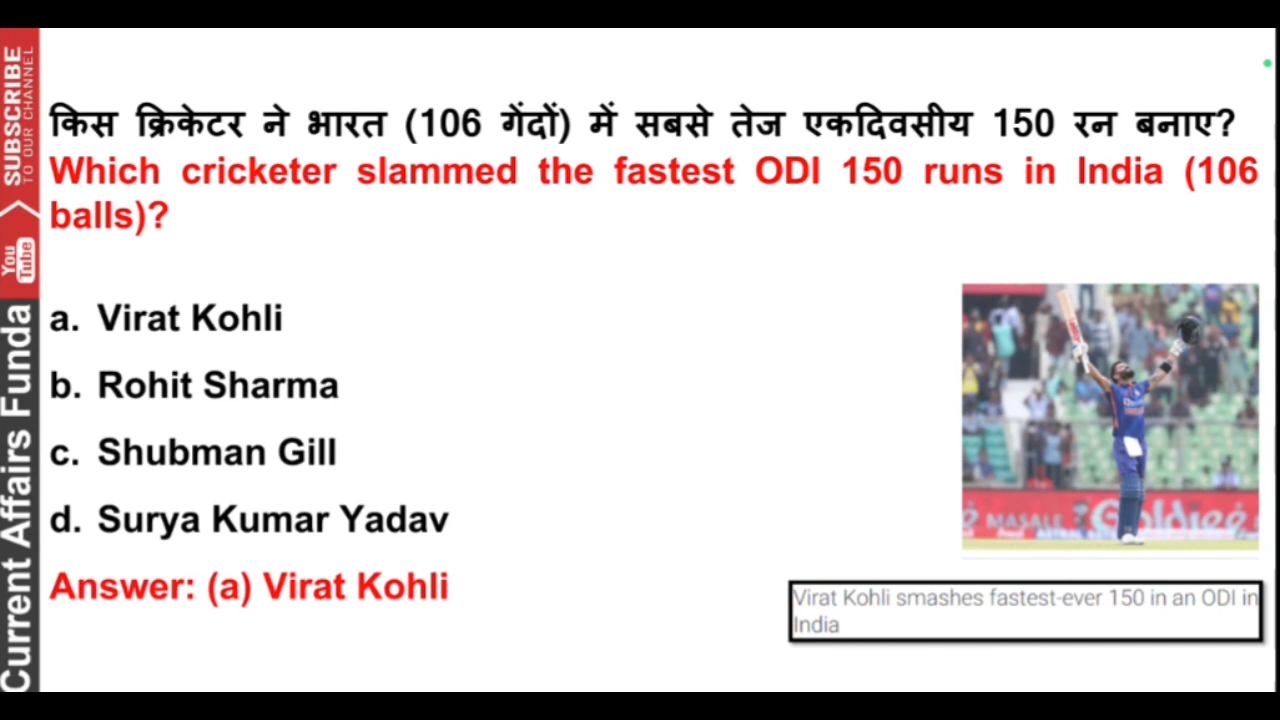 SUBSCRIBE
TO OUR CHANNEL
You
Tube
Current Affairs Funda
किस क्रिकेटर ने भारत (106 गेंदों) में सबसे तेज एकदिवसीय 150 रन बनाए?
Which cricketer slammed the fastest ODI 150 runs in India (106
balls)?
a. Virat Kohli
b. Rohit Sharma
c. Shubman Gill
d. Surya Kumar Yadav
Answer: (a) Virat Kohli
MASALE Goldiee
Virat Kohli smashes fastest-ever 150 in an ODI in
India